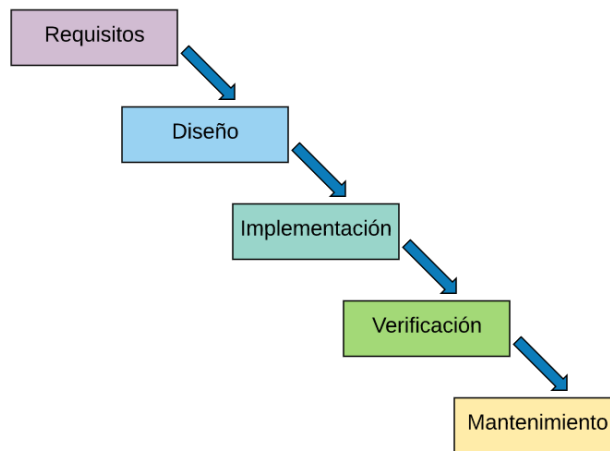 Requisitos
Diseño
Implementación
Verificación
Mantenimiento